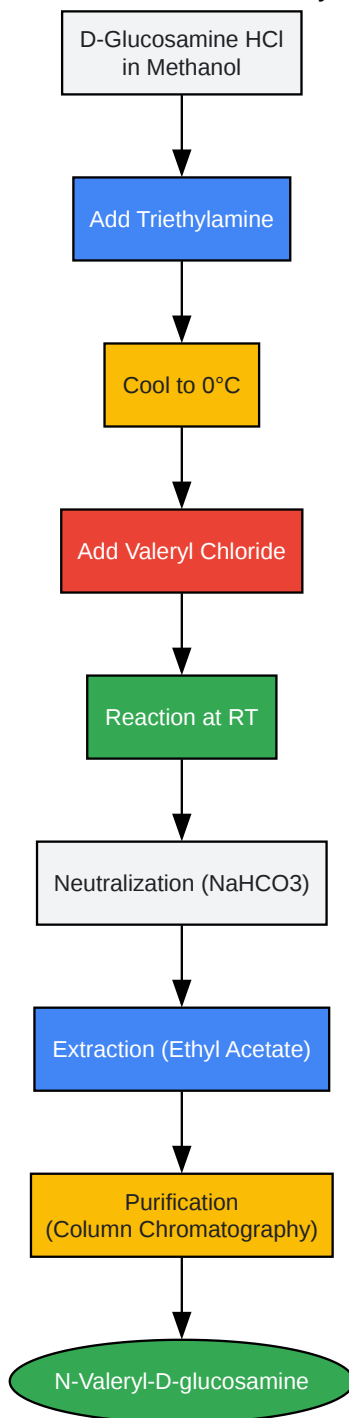 D-Glucosamine HCl
in Methanol
Add Triethylamine
Cool to 0°C
Add Valeryl Chloride
Reaction at RT
Neutralization (NaHCO3)
Extraction (Ethyl Acetate)
Purification
(Column Chromatography)
N-Valeryl-D-glucosamine